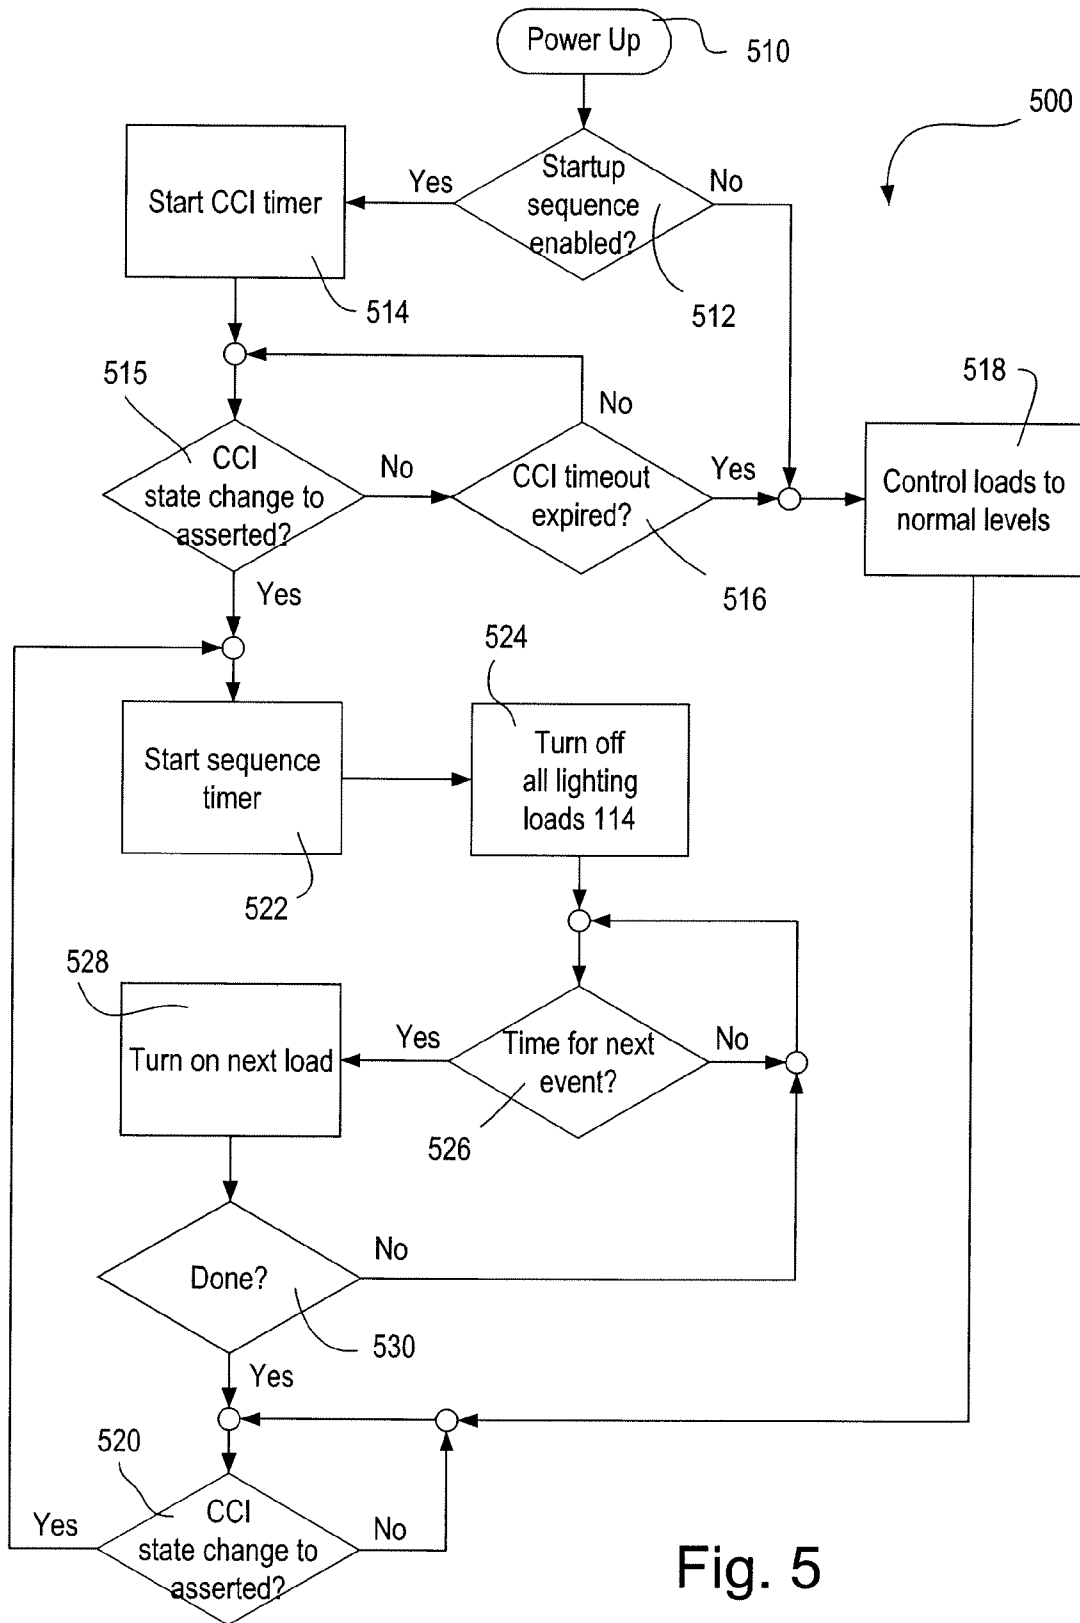 Power Up
510
500
Startup
sequence
enabled?
Yes
No
512
Start CCI timer
514
515
CCI
state change to
asserted?
No
Yes
CCI timeout
expired?
No
Yes
516
518
Control loads to
normal levels
524
Start sequence
timer
522
Turn off
all lighting
loads 114
528
Turn on next load
Yes
Time for next
event?
No
526
Done?
No
530
Yes
520
CCI
state change to
asserted?
Yes
No
Fig. 5